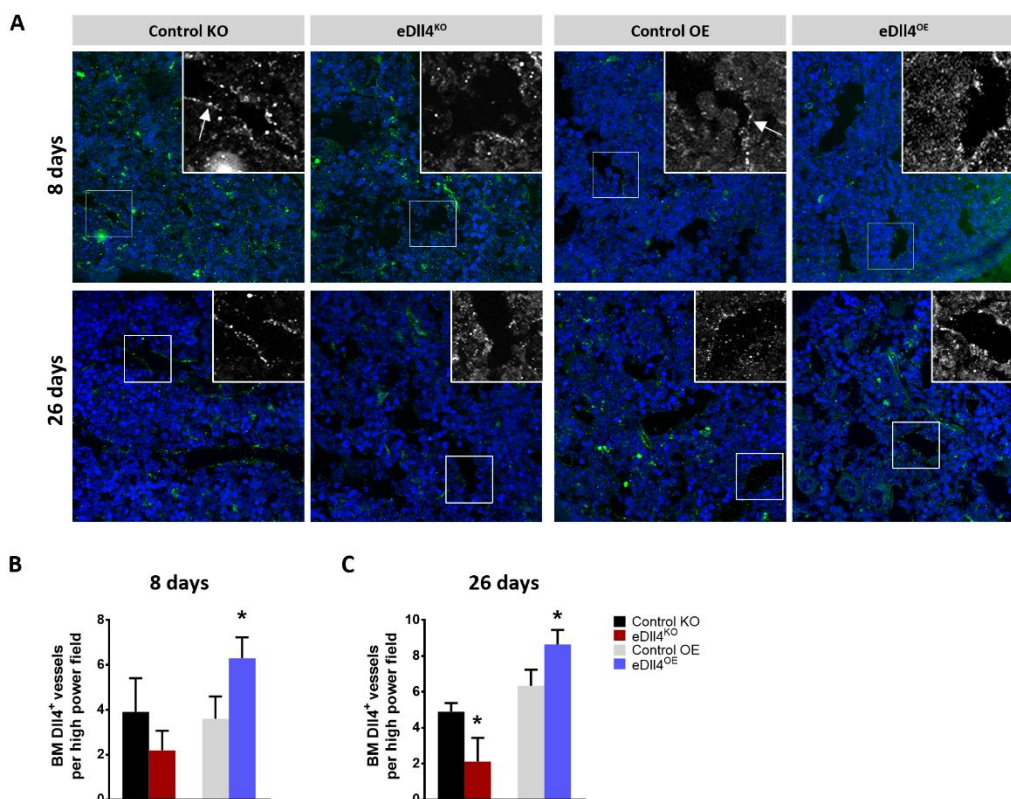 A
Control KO
eDll4ᴷᴼ
Control OE
eDll4ᴼᴱ
8 days
26 days
B
8 days
BM Dll4⁺ vessels
per high power field
8
6
4
2
0
*
C
26 days
BM Dll4⁺ vessels
per high power field
10
8
6
4
2
0
*
*
Control KO
eDll4ᴷᴼ
Control OE
eDll4ᴼᴱ